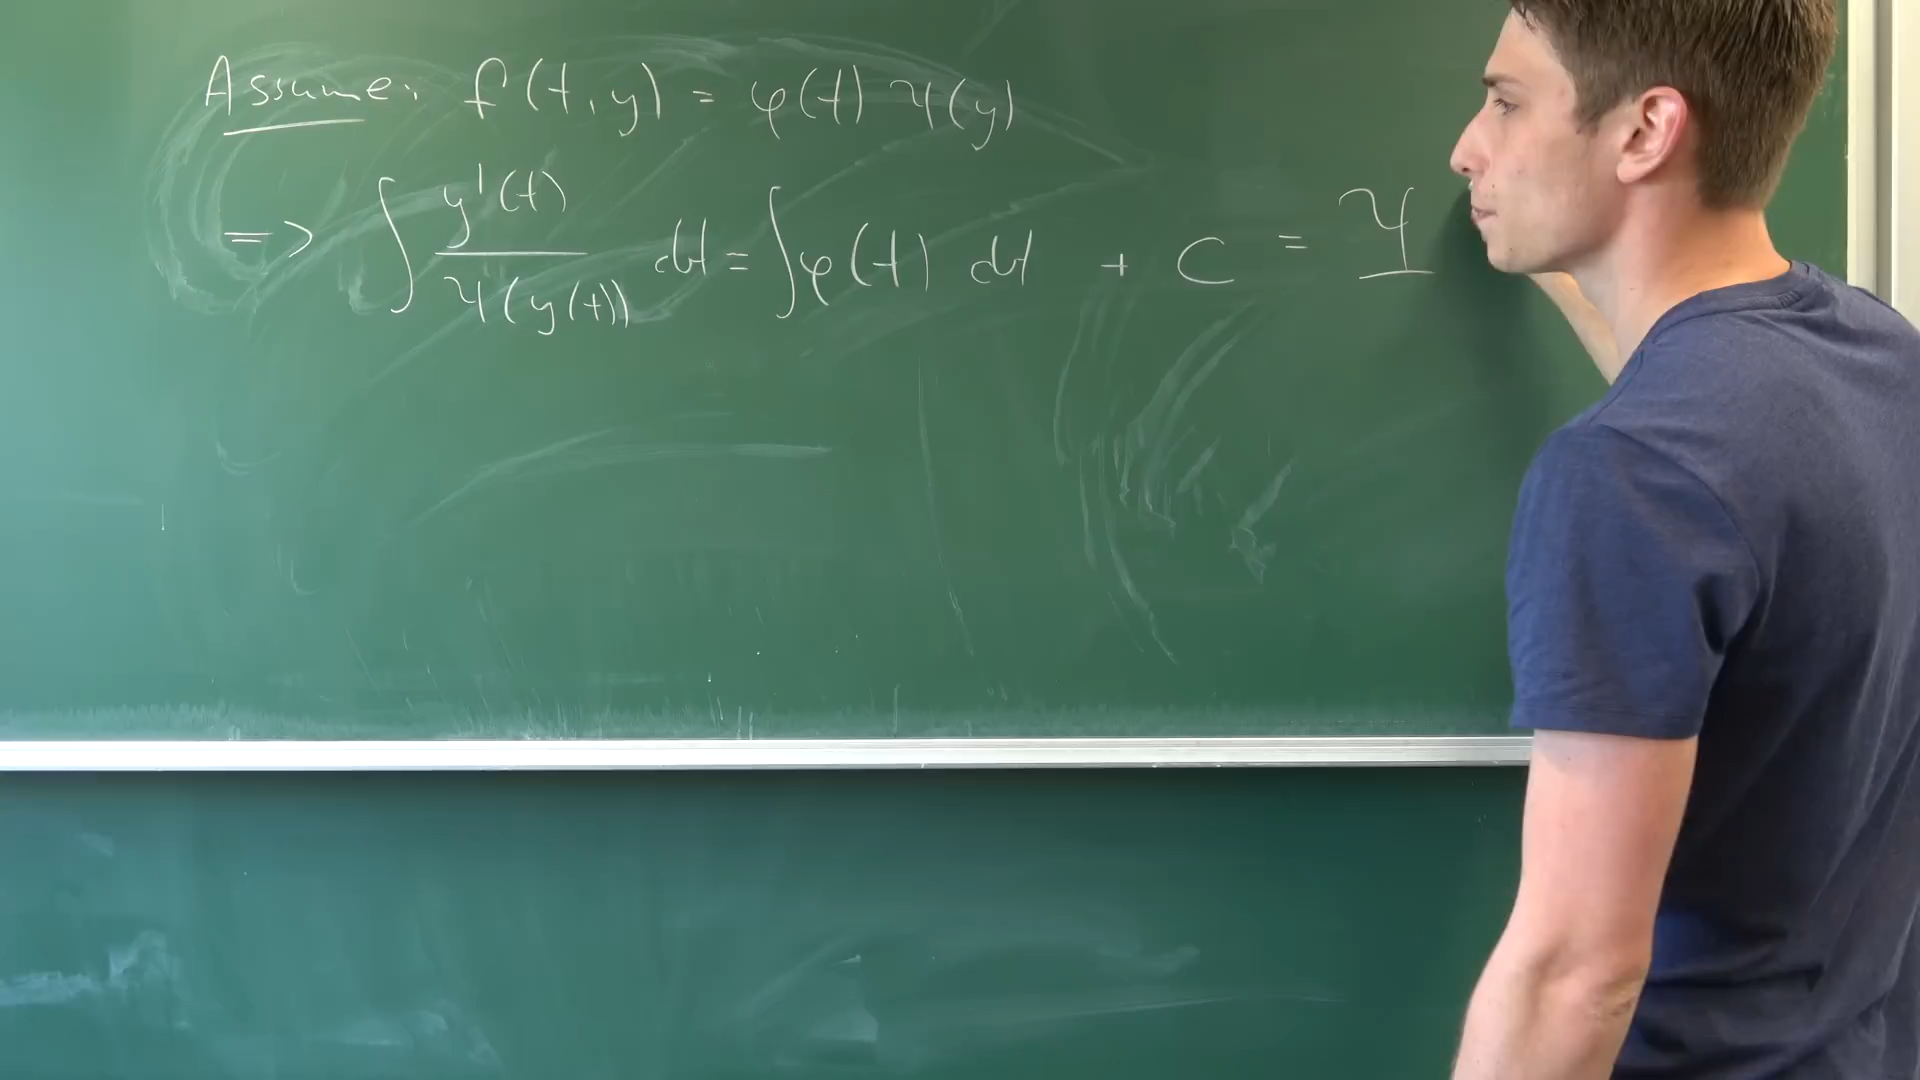 Assume: f(t,y) = φ(t) ψ(y)
=> ∫ y'(t) / ψ(y(t)) dt = ∫ φ(t) dt + C = Ψ